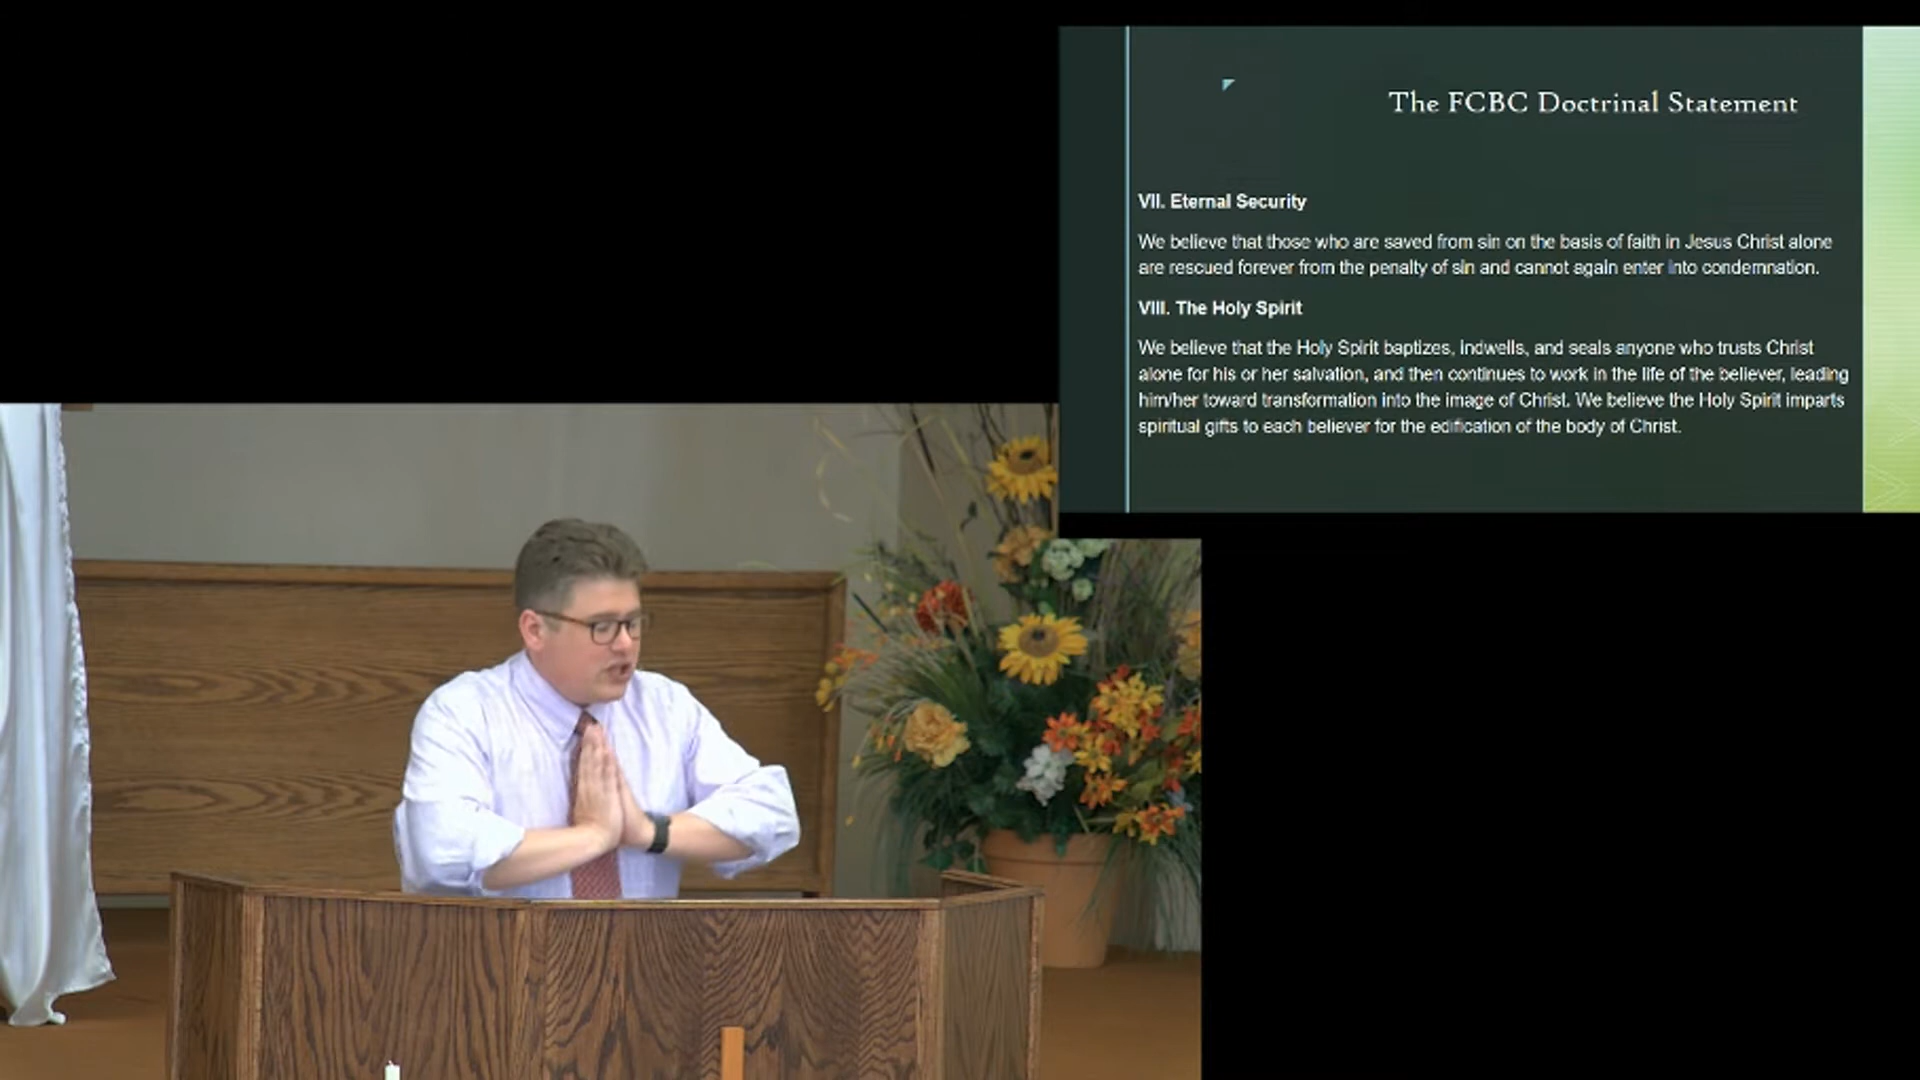 The FCBC Doctrinal Statement
VII. Eternal Security
We believe that those who are saved from sin on the basis of faith in Jesus Christ alone
are rescued forever from the penalty of sin and cannot again enter into condemnation.
VIII. The Holy Spirit
We believe that the Holy Spirit baptizes, indwells, and seals anyone who trusts Christ
alone for his or her salvation, and then continues to work in the life of the believer, leading
him/her toward transformation into the image of Christ. We believe the Holy Spirit imparts
spiritual gifts to each believer for the edification of the body of Christ.